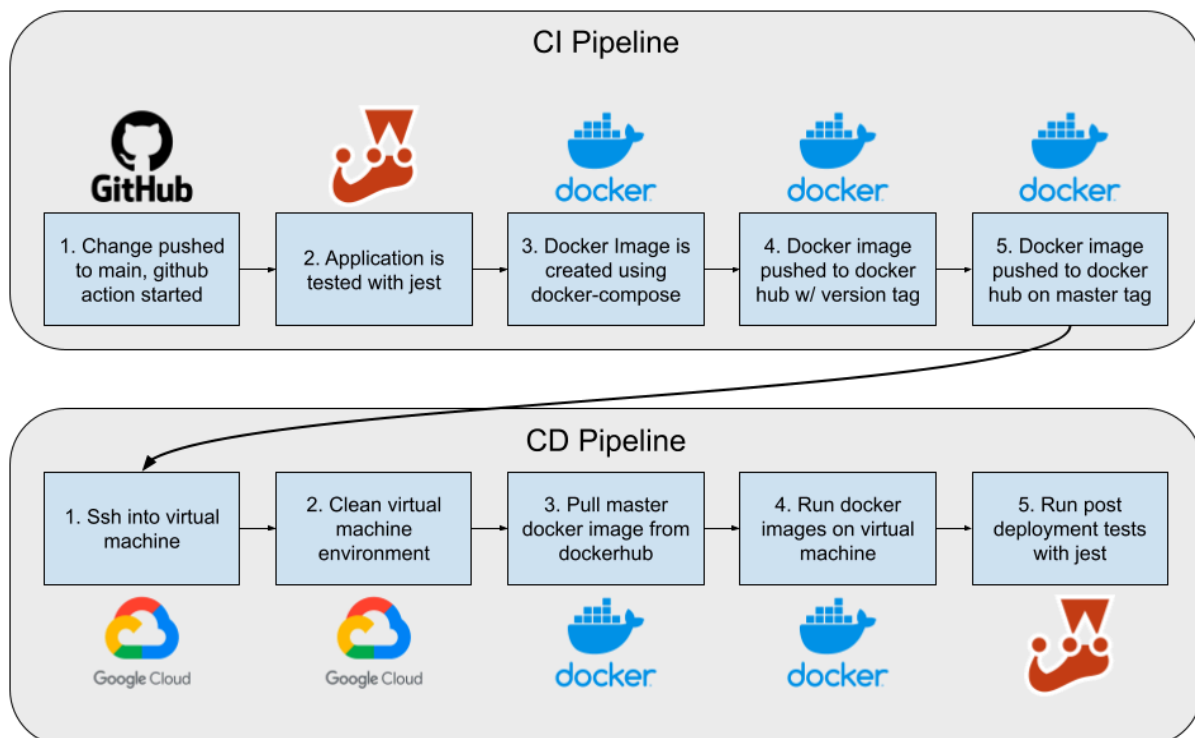 CI Pipeline
GitHub
docker
docker
docker
1. Change pushed
to main, github
action started
2. Application is
tested with jest
3. Docker Image is
created using
docker-compose
4. Docker image
pushed to docker
hub w/ version tag
5. Docker image
pushed to docker
hub on master tag
CD Pipeline
1. Ssh into virtual
machine
2. Clean virtual
machine
environment
3. Pull master
docker image from
dockerhub
4. Run docker
images on virtual
machine
5. Run post
deployment tests
with jest
Google Cloud
Google Cloud
docker
docker